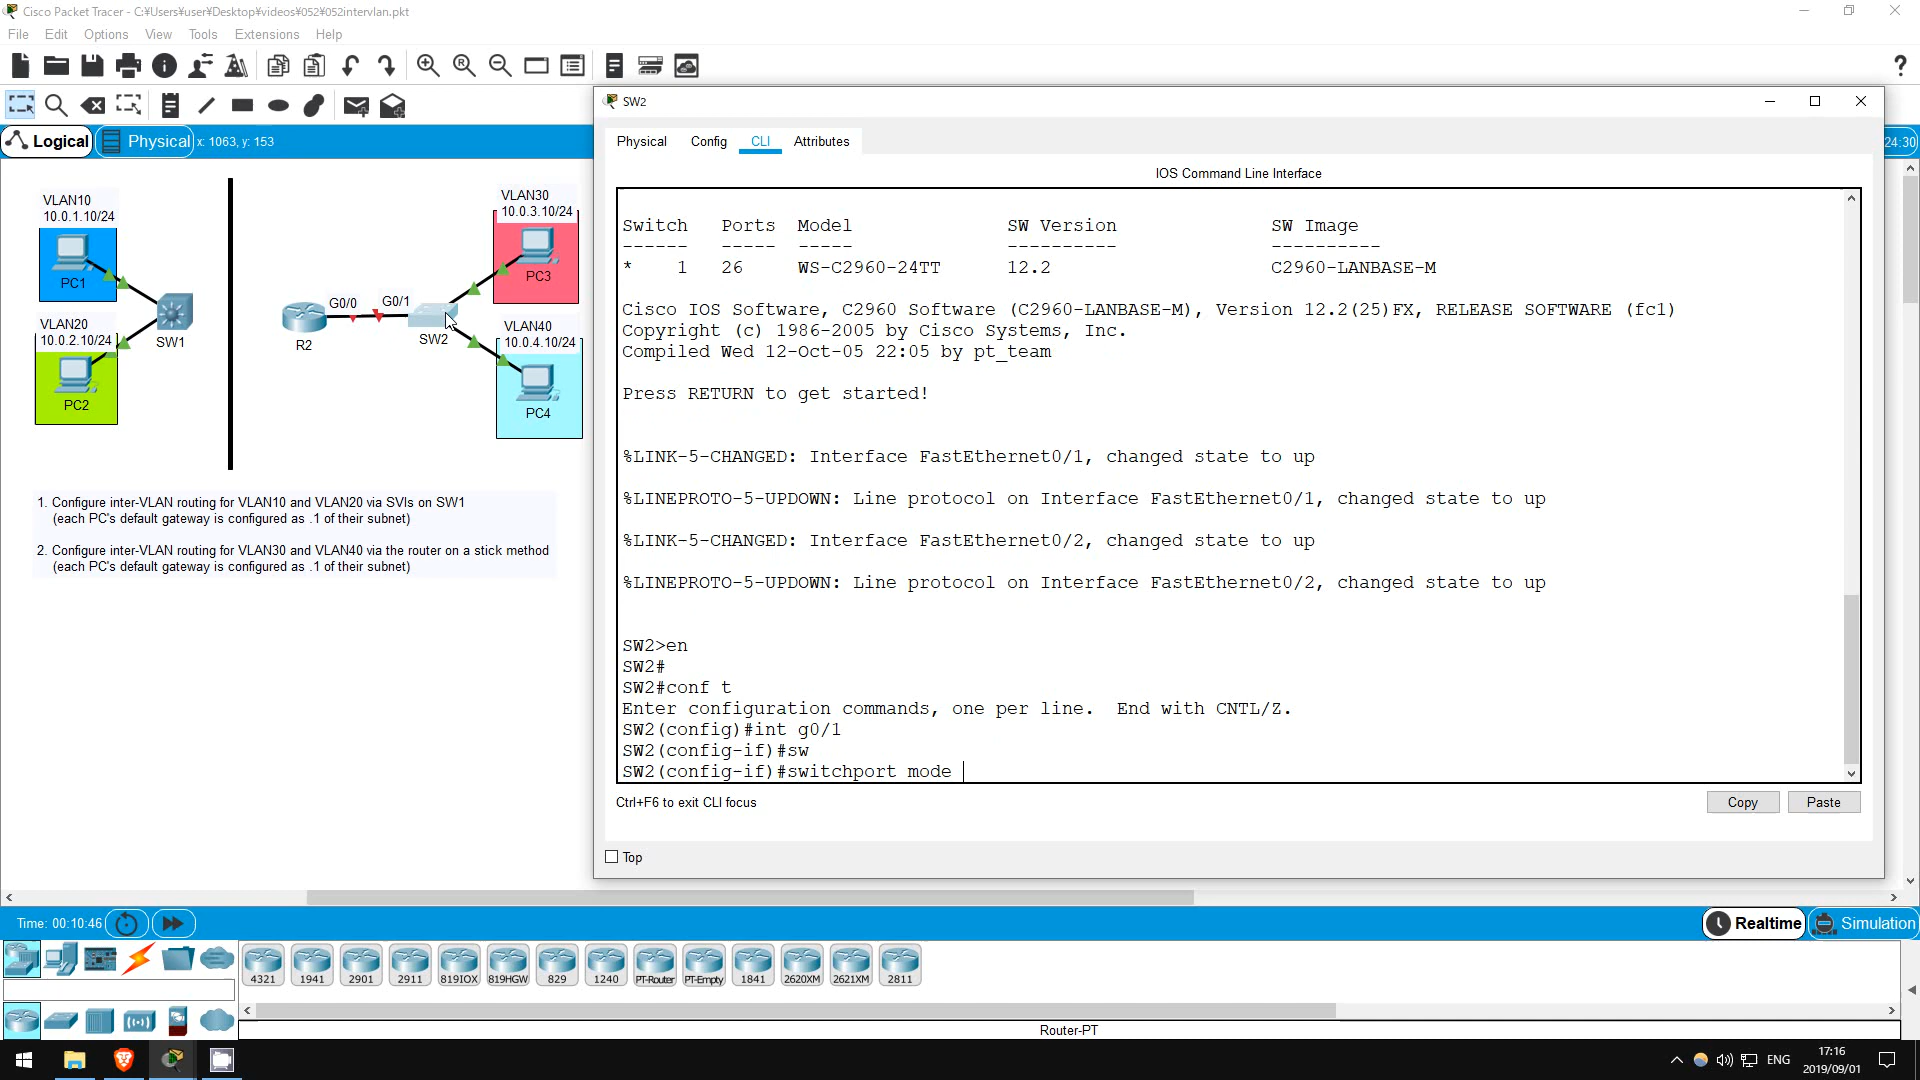 Cisco Packet Tracer - C:¥Users¥user¥Desktop¥videos¥052¥052intervlan.pkt
File Edit Options View Tools Extensions Help
Logical Physical x: 1063, y: 153
24:30
VLAN10
10.0.1.10/24
PC1
VLAN20
10.0.2.10/24
PC2
SW1
R2
G0/0
G0/1
SW2
VLAN30
10.0.3.10/24
PC3
VLAN40
10.0.4.10/24
PC4
1. Configure inter-VLAN routing for VLAN10 and VLAN20 via SVIs on SW1
(each PC's default gateway is configured as .1 of their subnet)
2. Configure inter-VLAN routing for VLAN30 and VLAN40 via the router on a stick method
(each PC's default gateway is configured as .1 of their subnet)
SW2
Physical Config CLI Attributes
IOS Command Line Interface
Switch Ports Model SW Version SW Image
------ ----- ----- ---------- ----------
* 1 26 WS-C2960-24TT 12.2 C2960-LANBASE-M
Cisco IOS Software, C2960 Software (C2960-LANBASE-M), Version 12.2(25)FX, RELEASE SOFTWARE (fc1)
Copyright (c) 1986-2005 by Cisco Systems, Inc.
Compiled Wed 12-Oct-05 22:05 by pt_team
Press RETURN to get started!
%LINK-5-CHANGED: Interface FastEthernet0/1, changed state to up
%LINEPROTO-5-UPDOWN: Line protocol on Interface FastEthernet0/1, changed state to up
%LINK-5-CHANGED: Interface FastEthernet0/2, changed state to up
%LINEPROTO-5-UPDOWN: Line protocol on Interface FastEthernet0/2, changed state to up
SW2>en
SW2#
SW2#conf t
Enter configuration commands, one per line. End with CNTL/Z.
SW2(config)#int g0/1
SW2(config-if)#sw
SW2(config-if)#switchport mode
Ctrl+F6 to exit CLI focus
Copy Paste
Top
Time: 00:10:46
Realtime Simulation
4321 1941 2901 2911 819IOX 819HGW 829 1240 PT-Router PT-Empty 1841 2620XM 2621XM 2811
Router-PT
ENG
17:16
2019/09/01